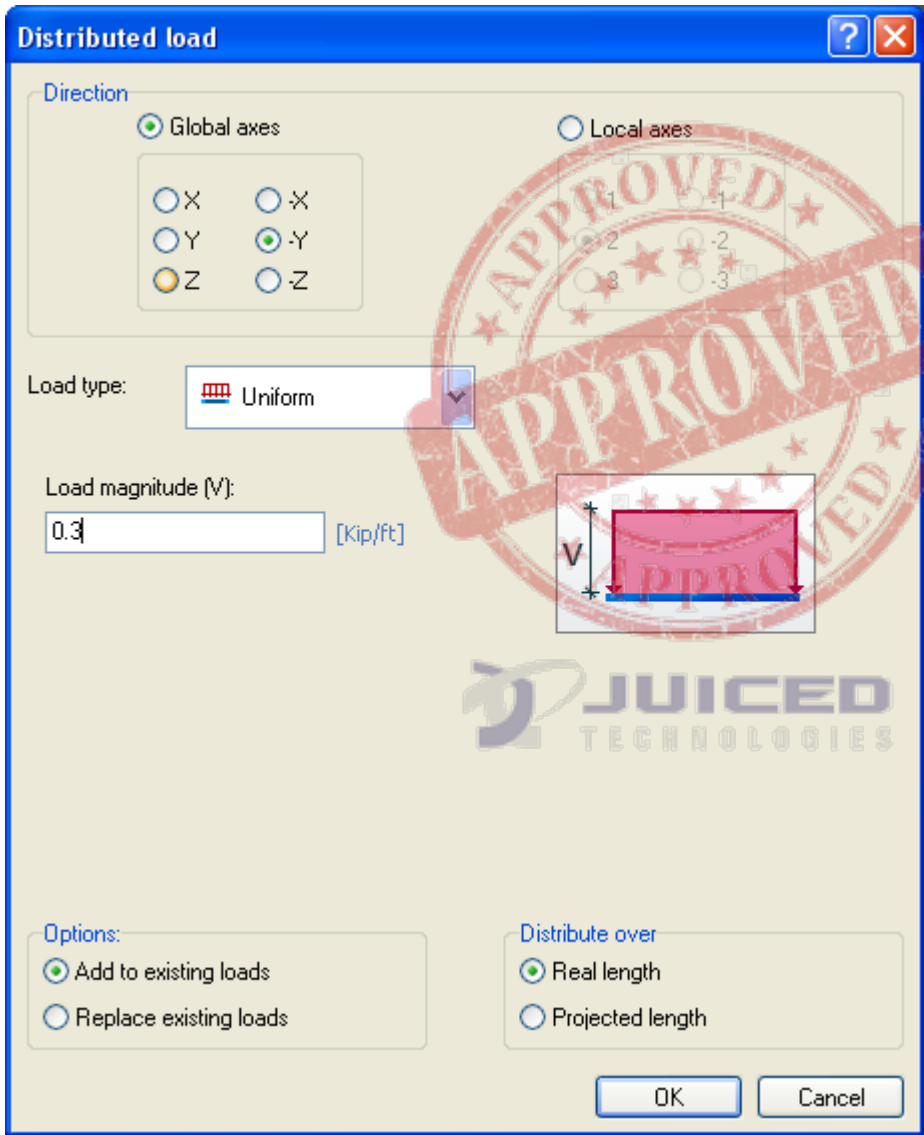 Distributed load
Direction
Global axes
Local axes
X -X 1 -1
Y -Y 2 -2
Z -Z 3 -3
APPROVED
APPROVED
APPROVED
Load type: Uniform
Load magnitude (V):
0.3 [Kip/ft]
V
JUICED
TECHNOLOGIES
Options: Distribute over
Add to existing loads Real length
Replace existing loads Projected length
OK Cancel